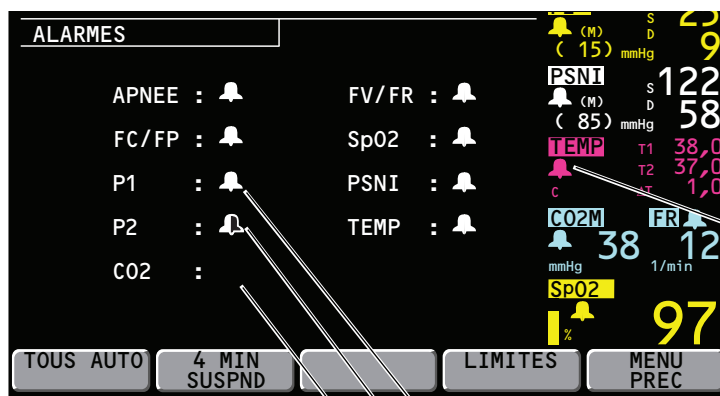 ALARMES
APNEE :
FC/FP :
P1 :
P2 :
CO2 :
FV/FR :
SpO2 :
PSNI :
TEMP :
S
(M) D
( 15) mmHg 9
PSNI S 122
(M) D
( 85) mmHg 58
TEMP T1 38,0
T2 37,0
C ΔT 1,0
CO2M FR
38 12
mmHg 1/min
SpO2
% 97
TOUS AUTO
4 MIN
SUSPND
LIMITES
MENU
PREC